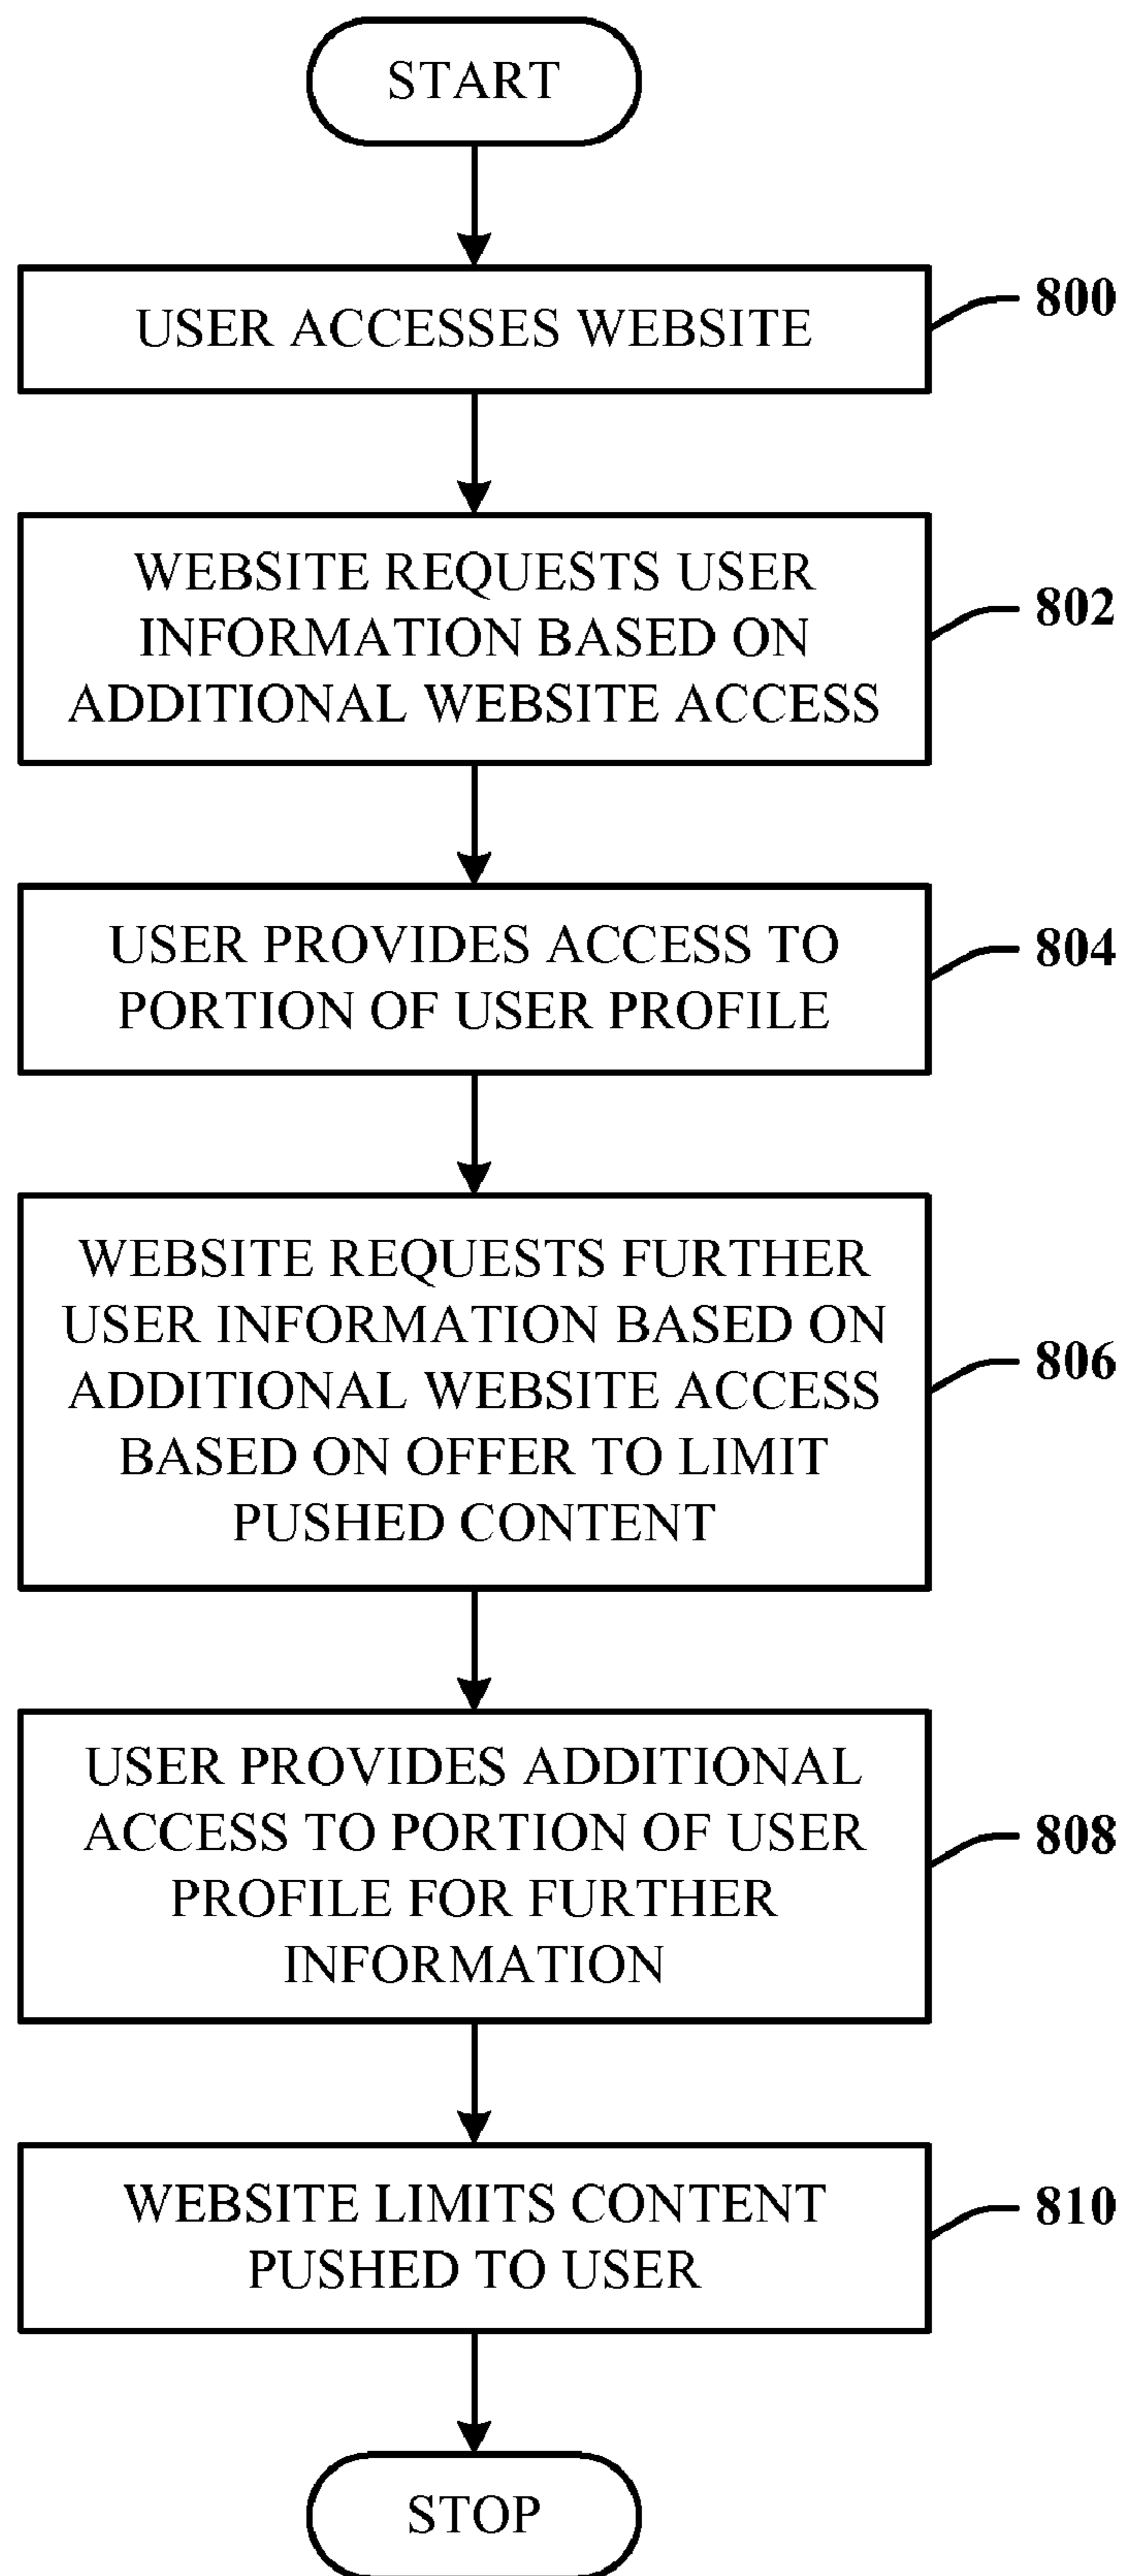 START
USER ACCESSES WEBSITE
800
WEBSITE REQUESTS USER
INFORMATION BASED ON
ADDITIONAL WEBSITE ACCESS
802
USER PROVIDES ACCESS TO
PORTION OF USER PROFILE
804
WEBSITE REQUESTS FURTHER
USER INFORMATION BASED ON
ADDITIONAL WEBSITE ACCESS
BASED ON OFFER TO LIMIT
PUSHED CONTENT
806
USER PROVIDES ADDITIONAL
ACCESS TO PORTION OF USER
PROFILE FOR FURTHER
INFORMATION
808
WEBSITE LIMITS CONTENT
PUSHED TO USER
810
STOP